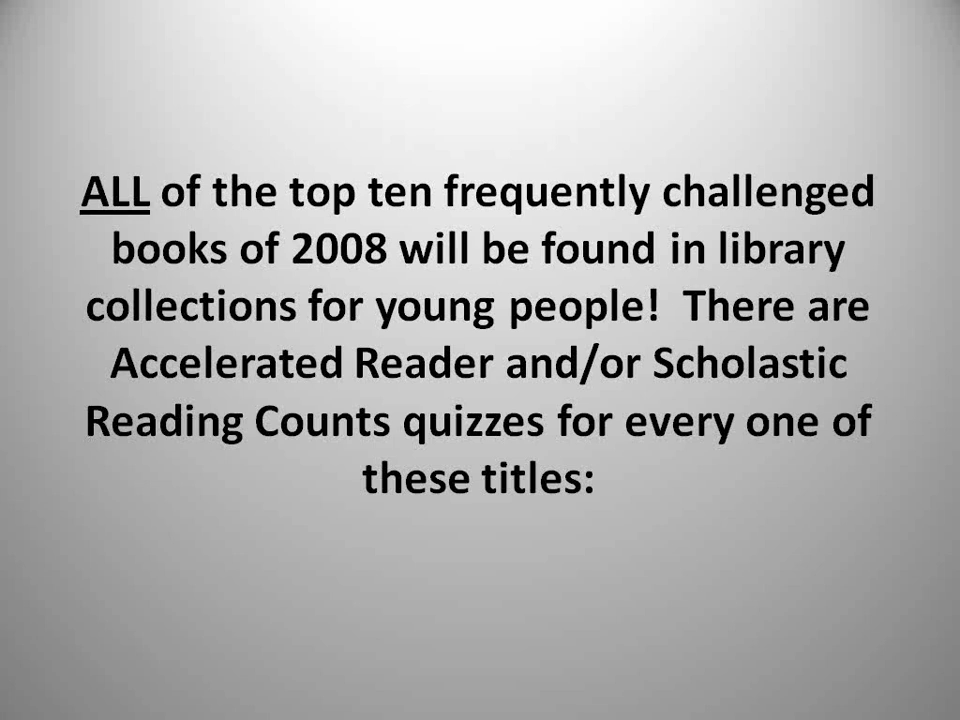 ALL of the top ten frequently challenged
books of 2008 will be found in library
collections for young people!  There are
Accelerated Reader and/or Scholastic
Reading Counts quizzes for every one of
these titles: